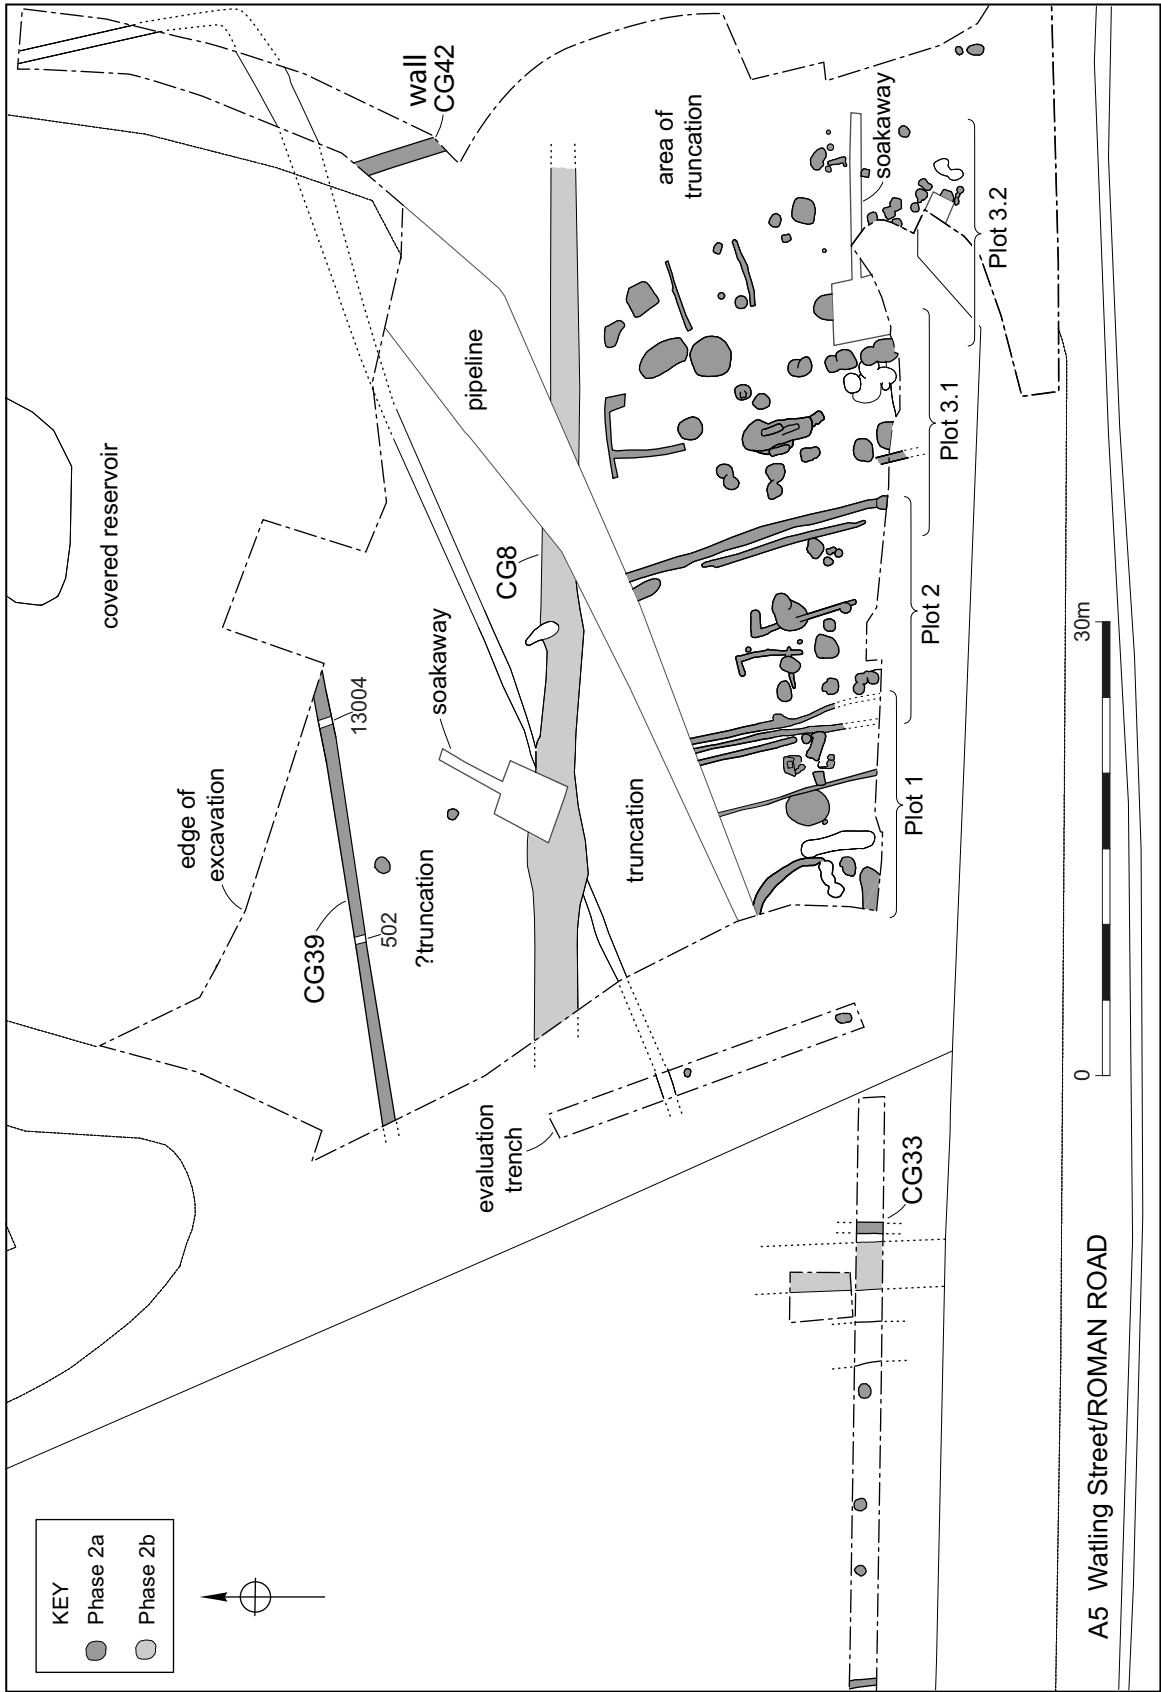 KEY
Phase 2a
Phase 2b
covered reservoir
edge of
excavation
wall
CG42
pipeline
area of
truncation
soakaway
CG8
soakaway
13004
CG39
502
?truncation
truncation
evaluation
trench
CG33
Plot 1
Plot 2
Plot 3.1
Plot 3.2
0
30m
A5 Watling Street/ROMAN ROAD